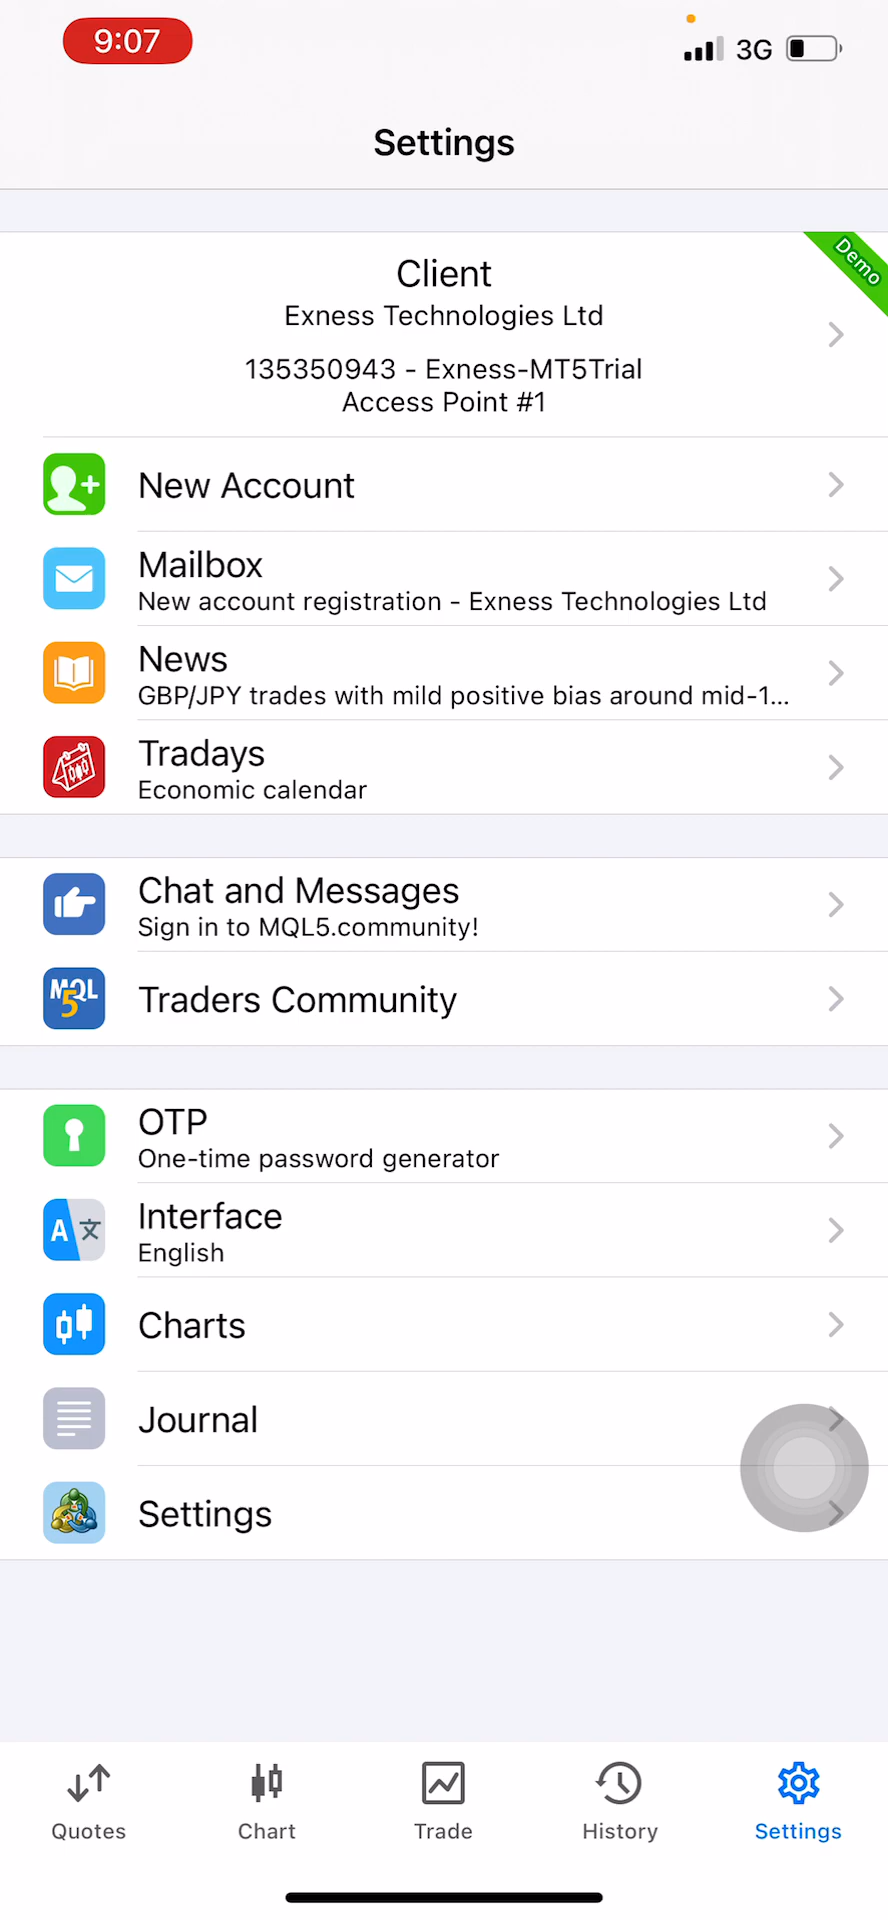 9:07
3G
Settings
Demo
Client
Exness Technologies Ltd
135350943 - Exness-MT5Trial
Access Point #1
New Account
Mailbox
New account registration - Exness Technologies Ltd
News
GBP/JPY trades with mild positive bias around mid-1...
Tradays
Economic calendar
Chat and Messages
Sign in to MQL5.community!
MQL
5
Traders Community
OTP
One-time password generator
A 文
Interface
English
Charts
Journal
Settings
Quotes
Chart
Trade
History
Settings